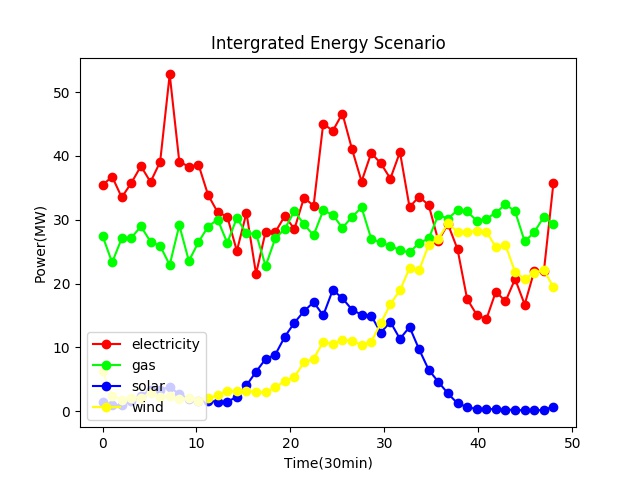 Intergrated Energy Scenario
Power(MW)
50
40
30
20
10
0
electricity
gas
solar
wind
0 10 20 30 40 50
Time(30min)